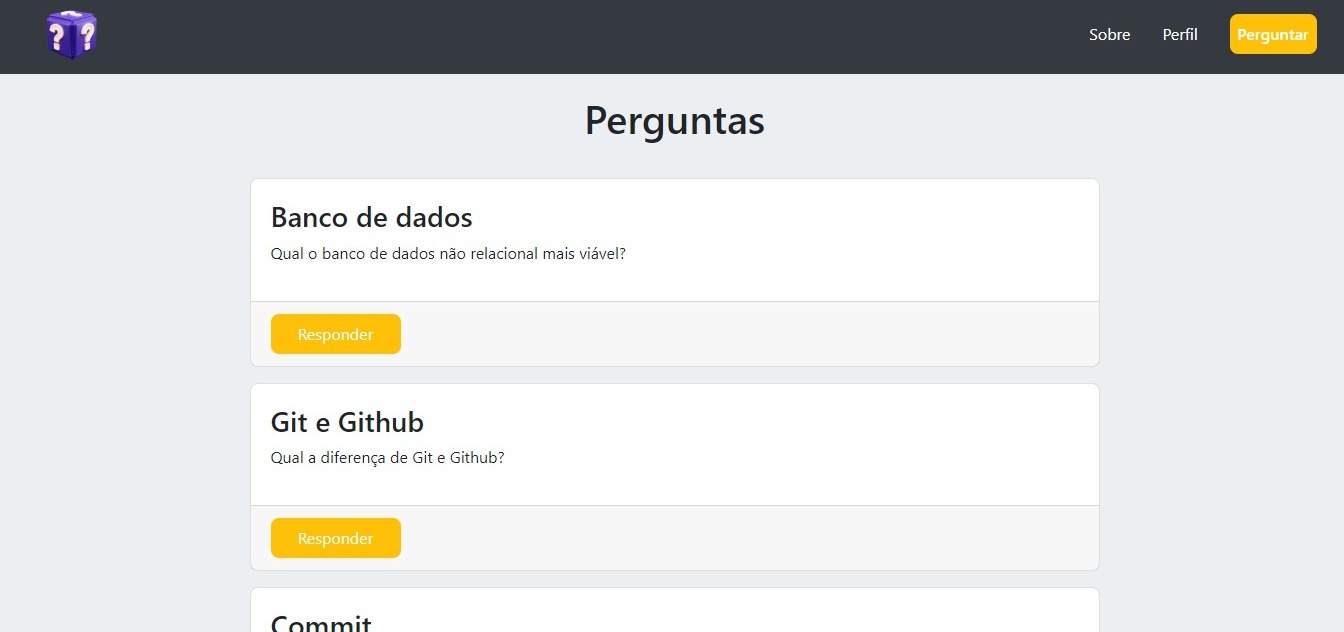 ? ?
Sobre Perfil Perguntar
Perguntas
Banco de dados
Qual o banco de dados não relacional mais viável?
Responder
Git e Github
Qual a diferença de Git e Github?
Responder
Commit